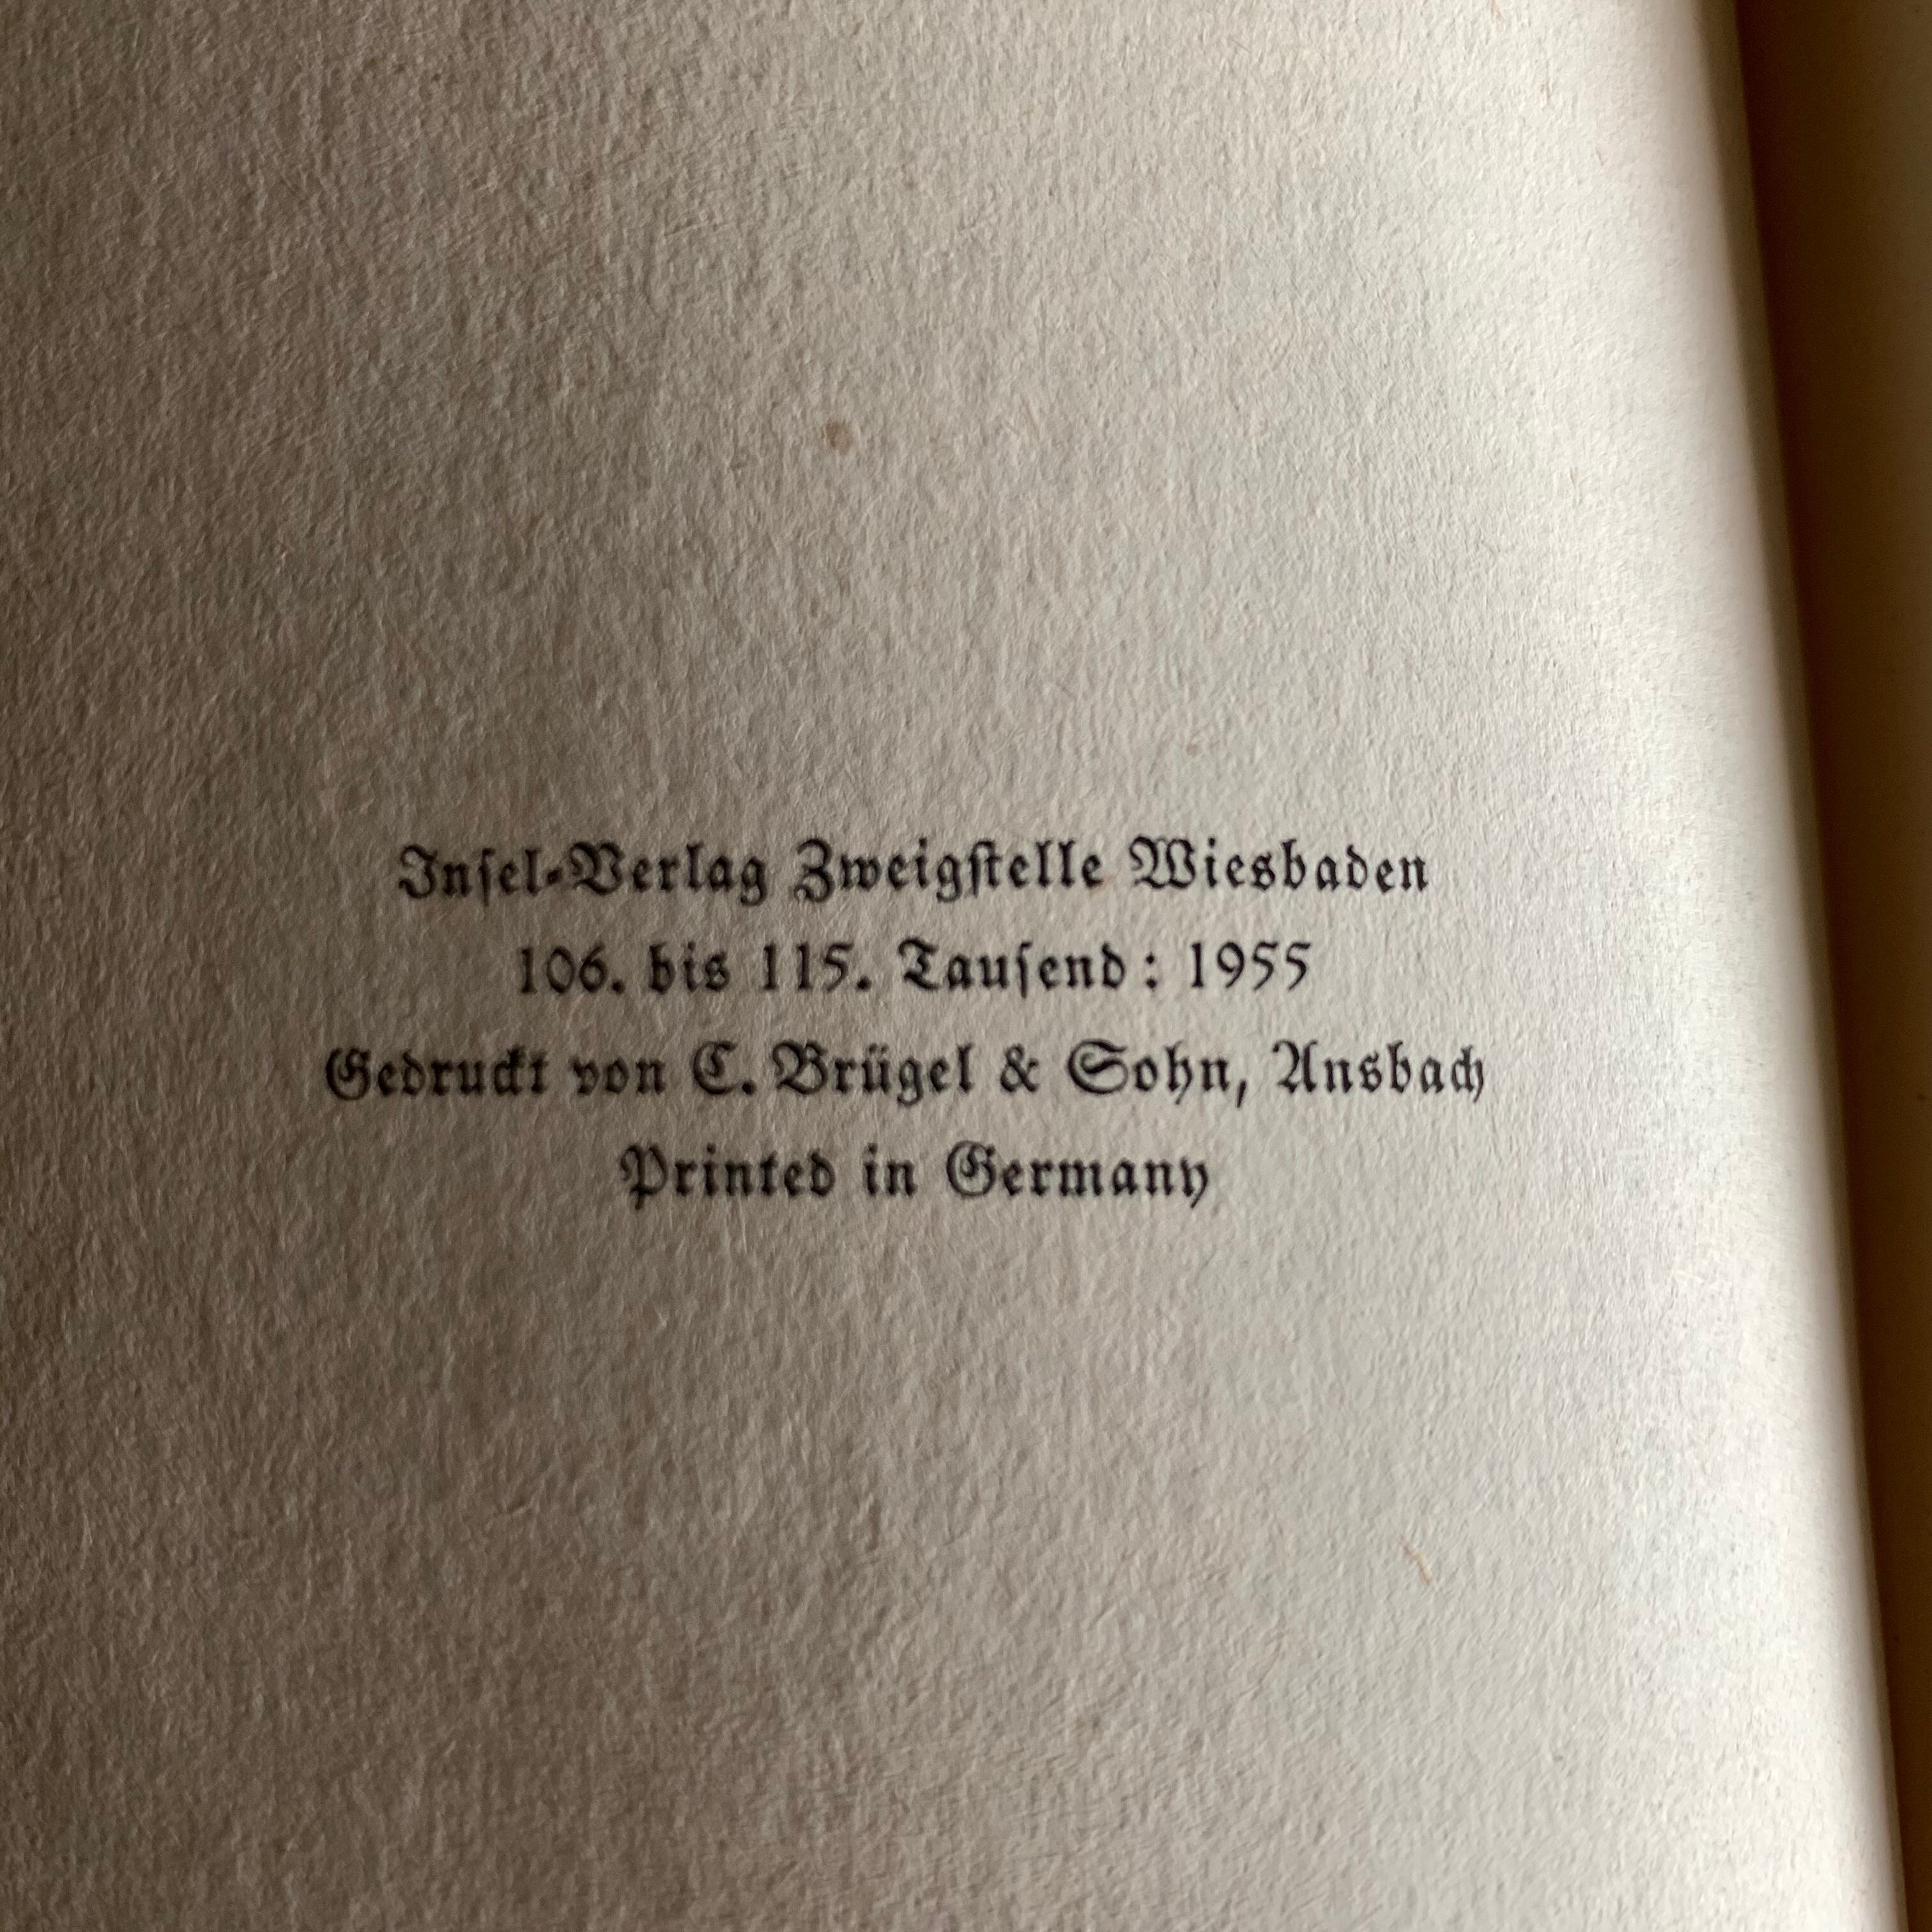 Insel-Verlag Zweigstelle Wiesbaden
106. bis 115. Tausend: 1955
Gedruckt von C. Brügel & Sohn, Ansbach
Printed in Germany